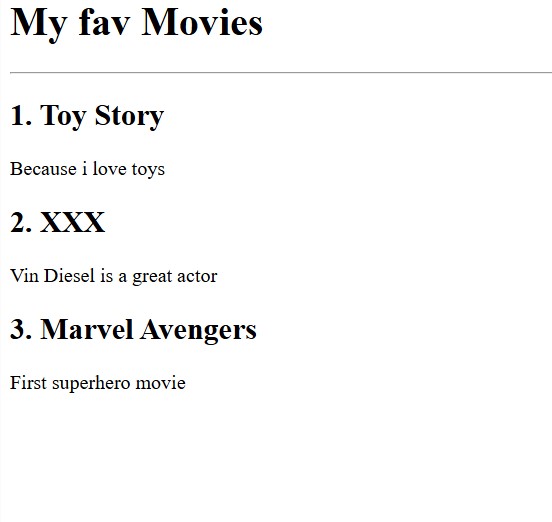 My fav Movies
1. Toy Story
Because i love toys
2. XXX
Vin Diesel is a great actor
3. Marvel Avengers
First superhero movie